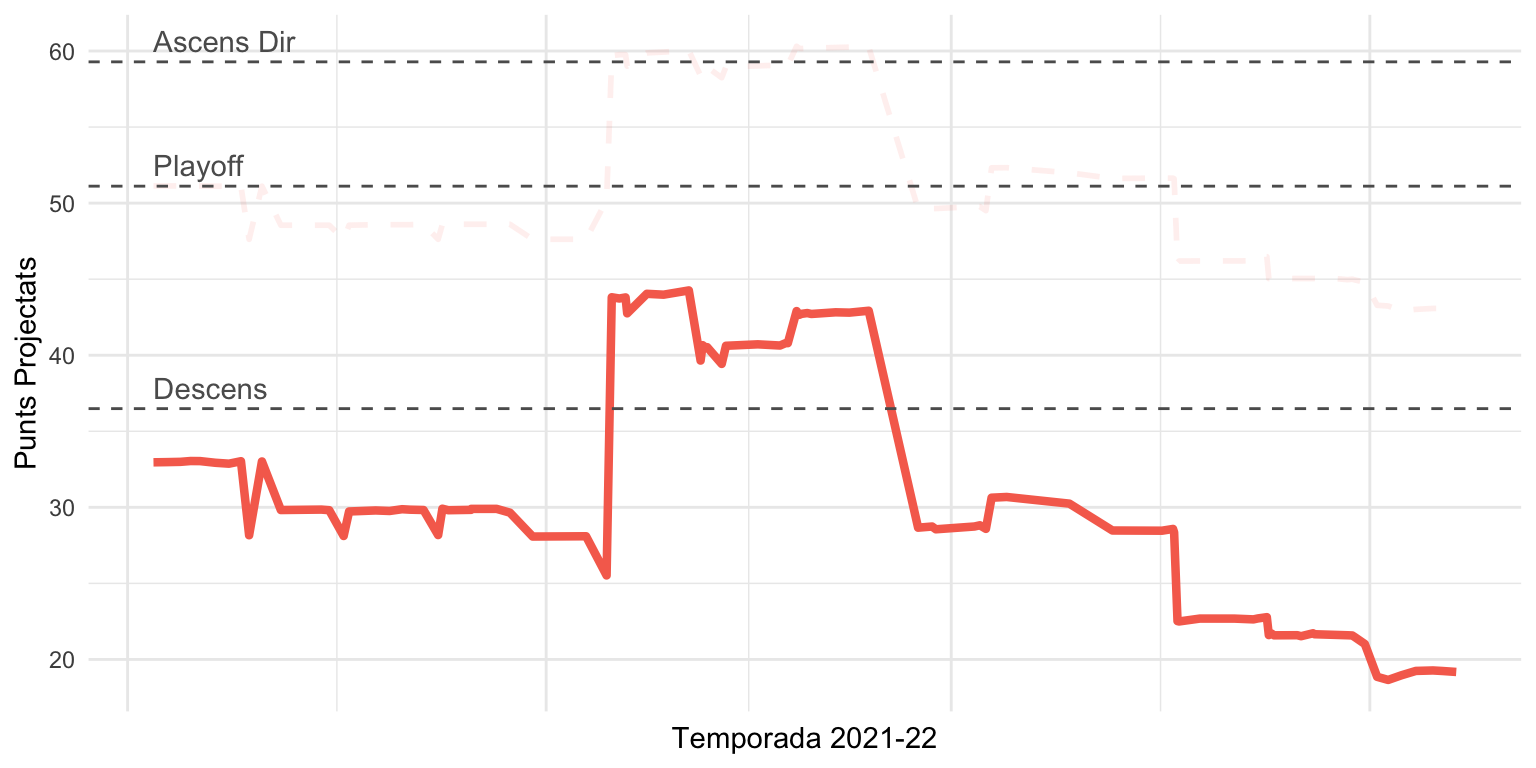 60
50
40
30
20
Punts Projectats
Ascens Dir
Playoff
Descens
Temporada 2021-22